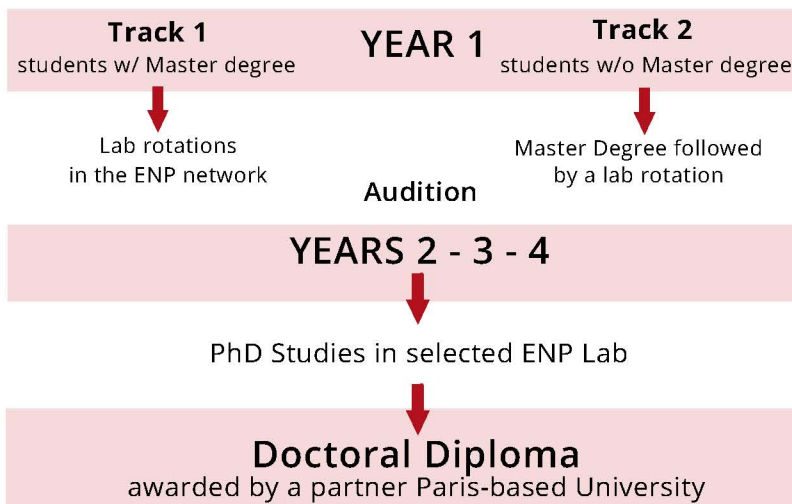 Track 1
students w/ Master degree
YEAR 1
Track 2
students w/o Master degree
Lab rotations
in the ENP network
Master Degree followed
by a lab rotation
Audition
YEARS 2 - 3 - 4
PhD Studies in selected ENP Lab
Doctoral Diploma
awarded by a partner Paris-based University